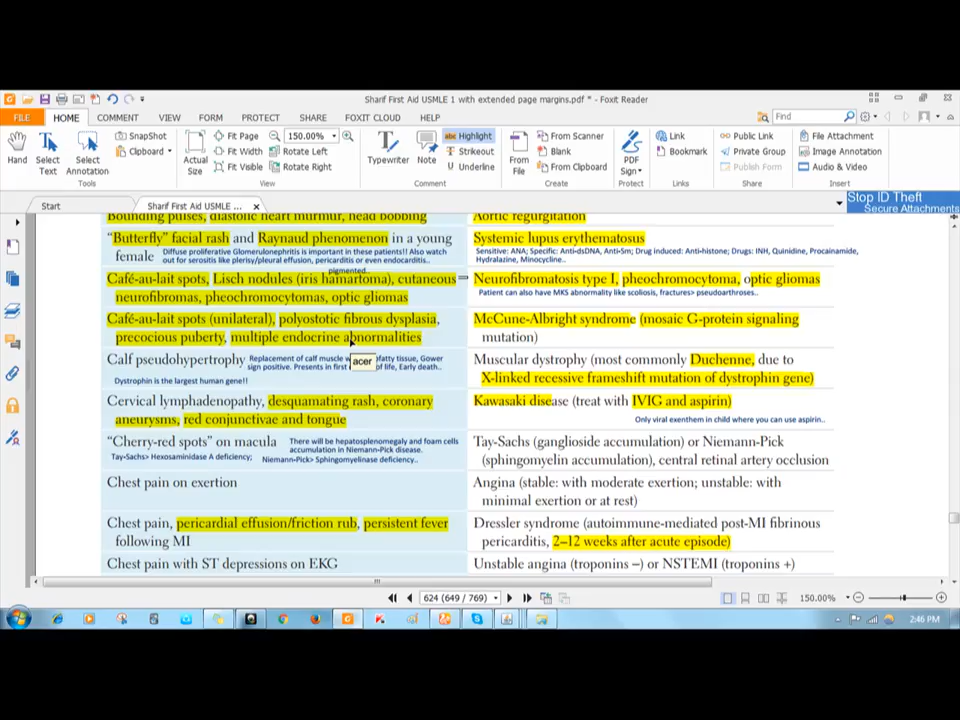 Sharif First Aid USMLE 1 with extended page margins.pdf * - Foxit Reader
FILE HOME COMMENT VIEW FORM PROTECT SHARE FOXIT CLOUD HELP
Find
Hand
Select Text
Select Annotation
SnapShot
Clipboard
Tools
Actual Size
Fit Page
Fit Width
Fit Visible
150.00%
Rotate Left
Rotate Right
View
Typewriter
Note
Highlight
Strikeout
Underline
Comment
From File
From Scanner
Blank
From Clipboard
Create
PDF Sign
Protect
Link
Bookmark
Links
Public Link
Private Group
Publish Form
Share
File Attachment
Image Annotation
Audio & Video
Insert
Start
Sharif First Aid USMLE ...
Stop ID Theft
Secure Attachments
Bounding pulses, diastolic heart murmur, head bobbing
Aortic regurgitation
"Butterfly" facial rash and Raynaud phenomenon in a young
female
Diffuse proliferative Glomerulonephritis is important in these patients!! Also watch
out for serositis like plerisy/pleural effusion, pericarditis or even endocarditis..
Systemic lupus erythematosus
Sensitive: ANA; Specific: Anti-dsDNA, Anti-Sm; Drug induced: Anti-histone; Drugs: INH, Quinidine, Procainamide,
Hydralazine, Minocycline..
pigmented..
Café-au-lait spots, Lisch nodules (iris hamartoma), cutaneous
neurofibromas, pheochromocytomas, optic gliomas
Neurofibromatosis type I, pheochromocytoma, optic gliomas
Patient can also have MKS abnormality like scoliosis, fractures> pseudoarthroses..
Café-au-lait spots (unilateral), polyostotic fibrous dysplasia,
precocious puberty, multiple endocrine abnormalities
McCune-Albright syndrome (mosaic G-protein signaling
mutation)
acer
Calf pseudohypertrophy
Replacement of calf muscle w fatty tissue, Gower
sign positive. Presents in first of life, Early death..
Dystrophin is the largest human gene!!
Muscular dystrophy (most commonly Duchenne, due to
X-linked recessive frameshift mutation of dystrophin gene)
Cervical lymphadenopathy, desquamating rash, coronary
aneurysms, red conjunctivae and tongue
Kawasaki disease (treat with IVIG and aspirin)
Only viral exenthem in child where you can use aspirin..
"Cherry-red spots" on macula
There will be hepatosplenomegaly and foam cells
accumulation in Niemann-Pick disease.
Tay-Sachs> Hexosaminidase A deficiency;
Niemann-Pick> Sphingomyelinase deficiency..
Tay-Sachs (ganglioside accumulation) or Niemann-Pick
(sphingomyelin accumulation), central retinal artery occlusion
Chest pain on exertion
Angina (stable: with moderate exertion; unstable: with
minimal exertion or at rest)
Chest pain, pericardial effusion/friction rub, persistent fever
following MI
Dressler syndrome (autoimmune-mediated post-MI fibrinous
pericarditis, 2–12 weeks after acute episode)
Chest pain with ST depressions on EKG
Unstable angina (troponins –) or NSTEMI (troponins +)
624 (649 / 769)
150.00%
2:46 PM